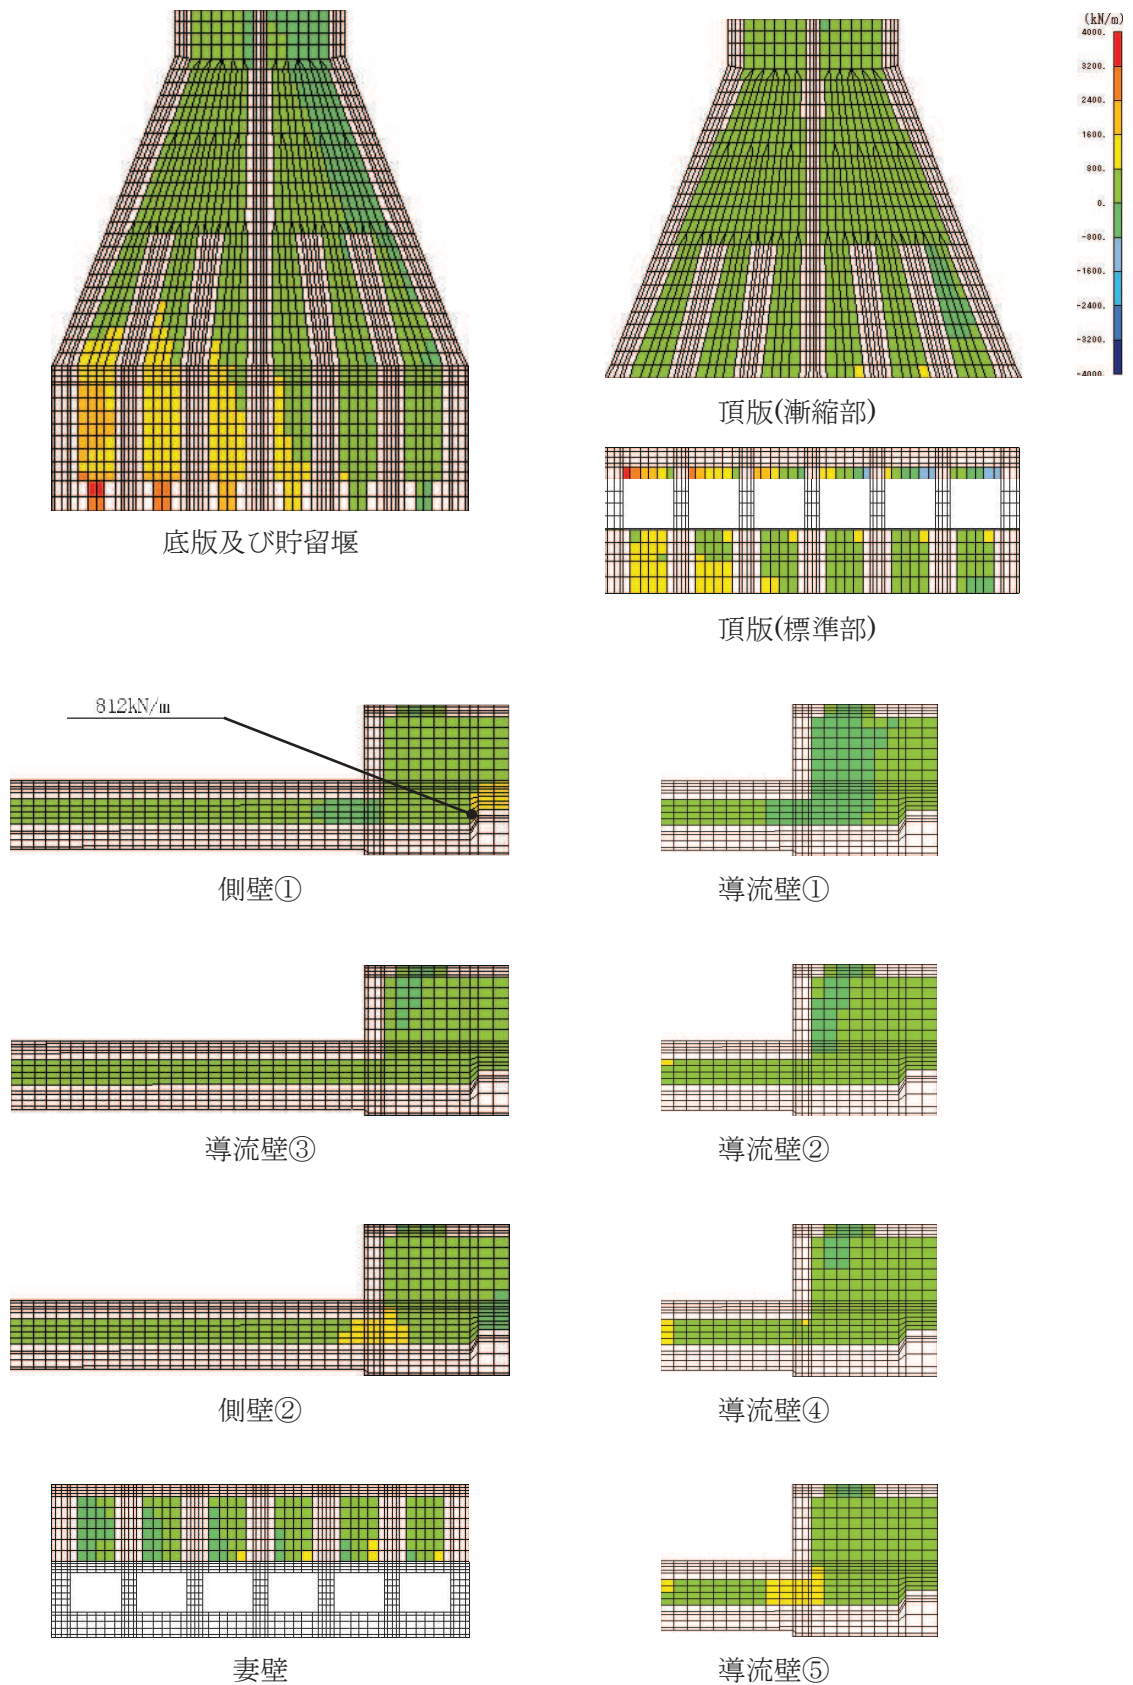 (kN/m)
4000.
3200.
2400.
1600.
800.
0.
-800.
-1600.
-2400.
-3200.
-4000.
頂版(漸縮部)
底版及び貯留堰
頂版(標準部)
812kN/m
側壁①
導流壁①
導流壁③
導流壁②
側壁②
導流壁④
妻壁
導流壁⑤